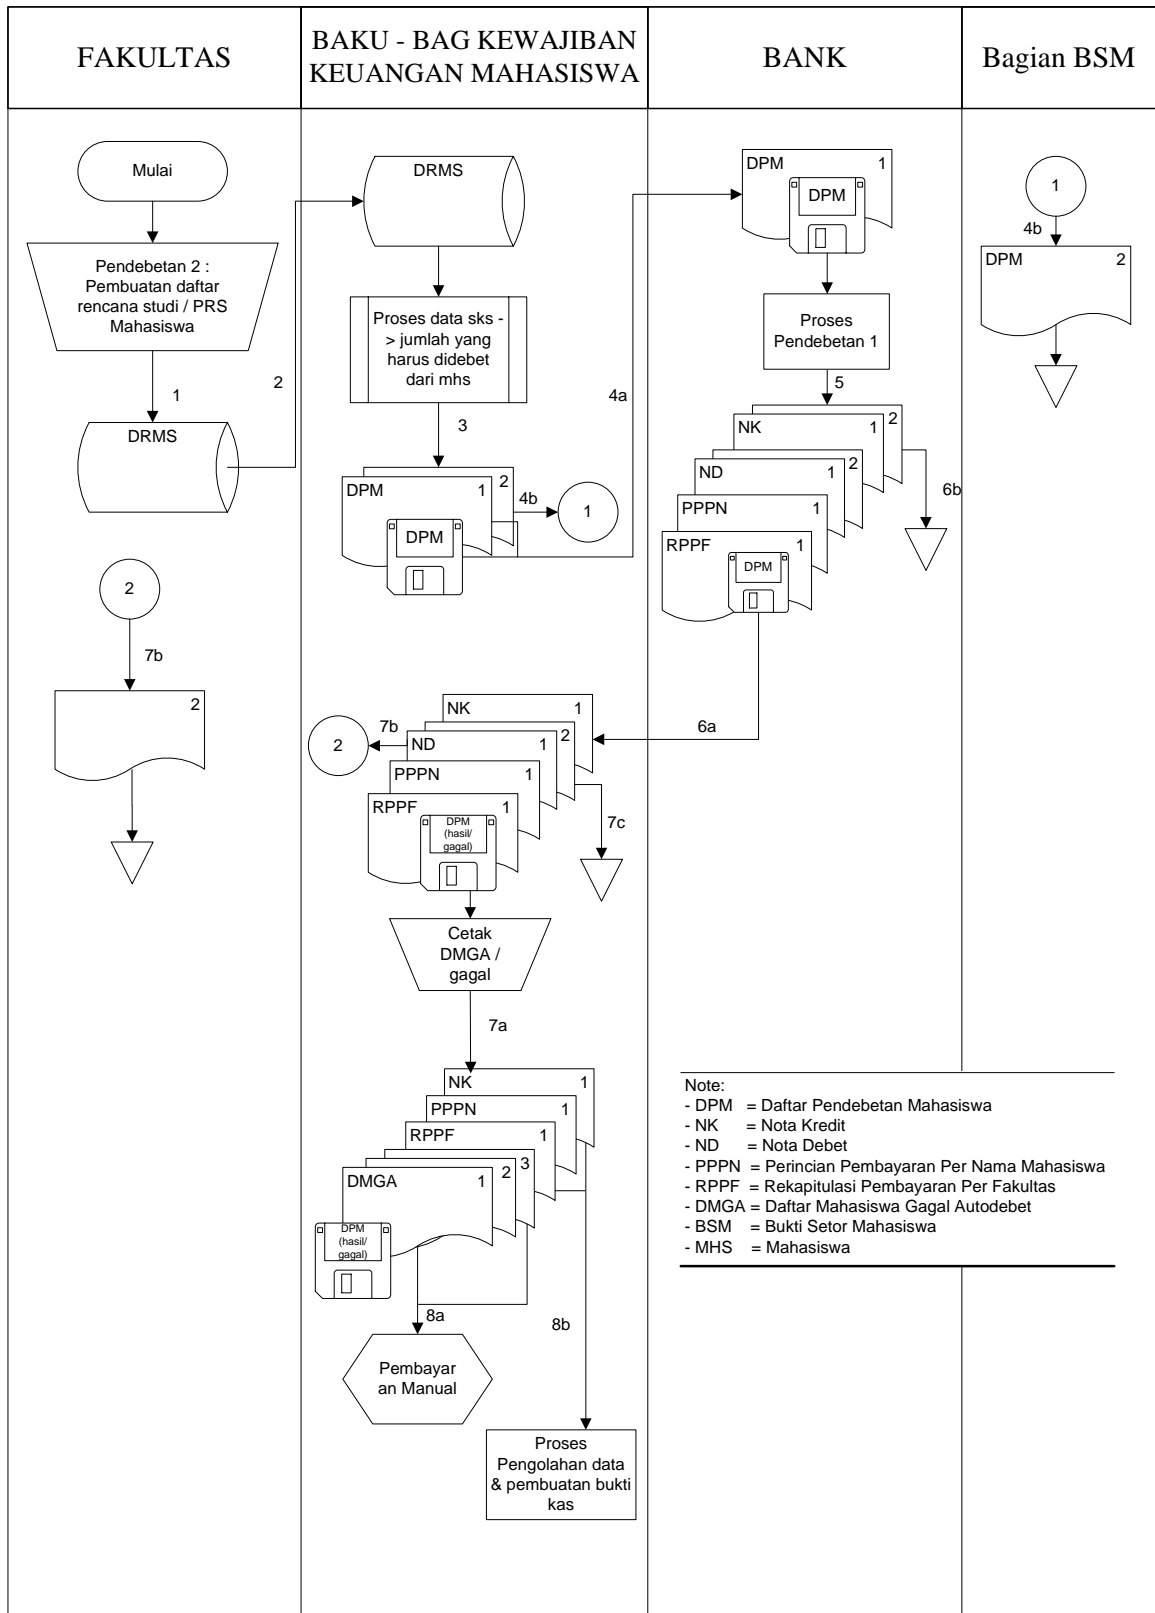 FAKULTAS
BAKU - BAG KEWAJIBAN
KEUANGAN MAHASISWA
BANK
Bagian BSM
Mulai
Pendebetan 2 :
Pembuatan daftar
rencana studi / PRS
Mahasiswa
1
DRMS
2
2
7b
2
DRMS
Proses data sks -
> jumlah yang
harus didebet
dari mhs
3
2
DPM
1
DPM
4b
1
4a
NK
1
2
7b
ND
1
2
PPPN
1
RPPF
1
DPM
(hasil/
gagal)
7c
6a
Cetak
DMGA /
gagal
7a
NK
1
PPPN
1
RPPF
1
3
2
DMGA
1
DPM
(hasil/
gagal)
8a
8b
Pembayar
an Manual
Proses
Pengolahan data
& pembuatan bukti
kas
DPM
1
DPM
Proses
Pendebetan 1
5
2
NK
1
2
ND
1
PPPN
1
RPPF
1
DPM
6b
1
4b
DPM
2
Note:
- DPM = Daftar Pendebetan Mahasiswa
- NK = Nota Kredit
- ND = Nota Debet
- PPPN = Perincian Pembayaran Per Nama Mahasiswa
- RPPF = Rekapitulasi Pembayaran Per Fakultas
- DMGA = Daftar Mahasiswa Gagal Autodebet
- BSM = Bukti Setor Mahasiswa
- MHS = Mahasiswa